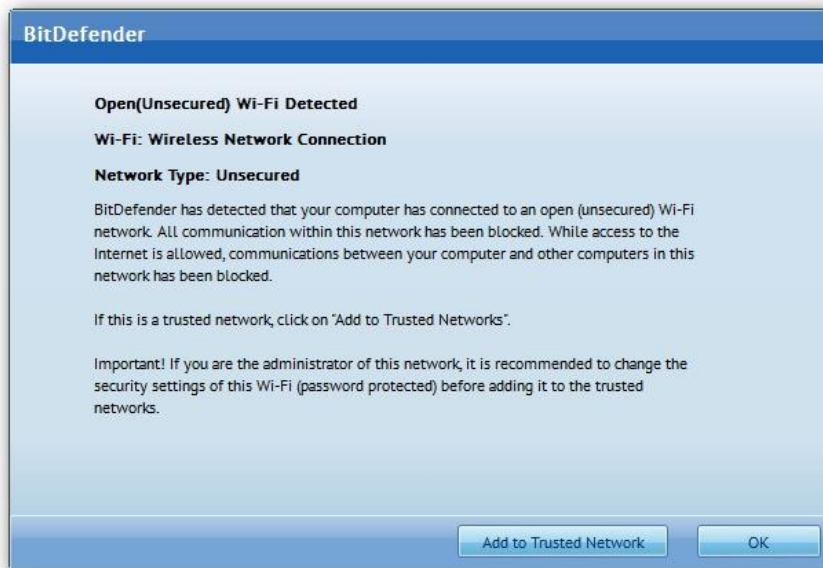 BitDefender
Open(Unsecured) Wi-Fi Detected
Wi-Fi: Wireless Network Connection
Network Type: Unsecured
BitDefender has detected that your computer has connected to an open (unsecured) Wi-Fi
network. All communication within this network has been blocked. While access to the
Internet is allowed, communications between your computer and other computers in this
network has been blocked.
If this is a trusted network, click on "Add to Trusted Networks".
Important! If you are the administrator of this network, it is recommended to change the
security settings of this Wi-Fi (password protected) before adding it to the trusted
networks.
Add to Trusted Network
OK